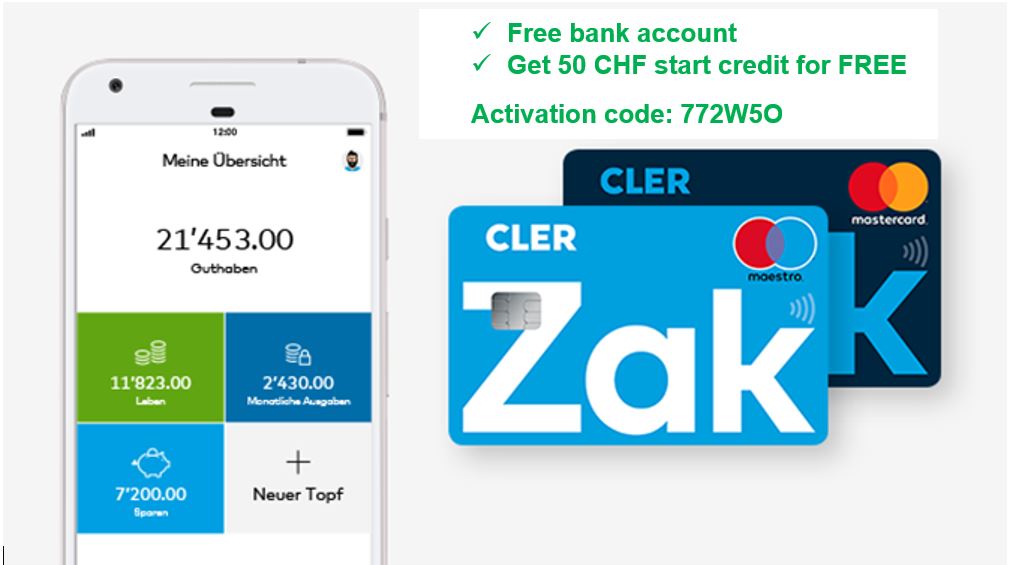 ✓ Free bank account
✓ Get 50 CHF start credit for FREE
Activation code: 772W5O
12:00
Meine Übersicht
21'453.00
Guthaben
11'823.00
Leben
2'430.00
Monatliche Ausgaben
7'200.00
Sparen
Neuer Topf
CLER
mastercard.
k
CLER
maestro.
Zak